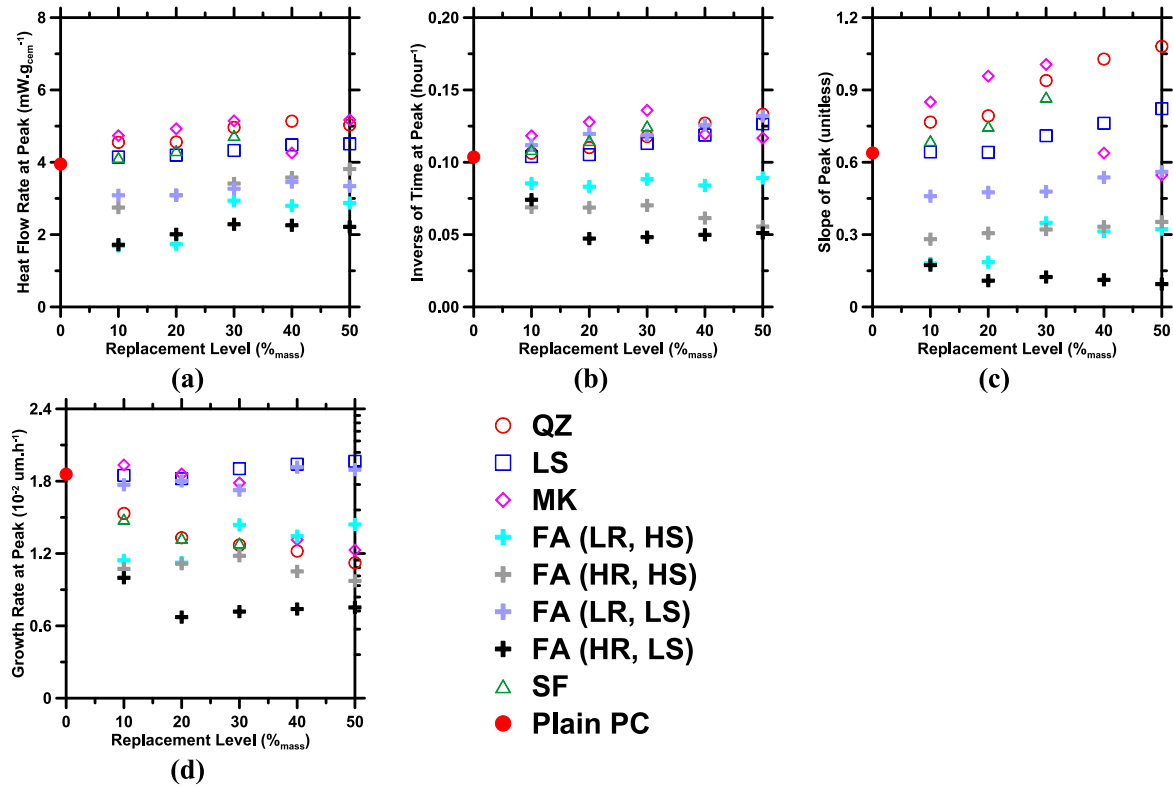 8
6
4
2
0
Heat Flow Rate at Peak (mW.g_cem⁻¹)
0 10 20 30 40 50
Replacement Level (%mass)
(a)
0.20
0.15
0.10
0.05
0.00
Inverse of Time at Peak (hour⁻¹)
0 10 20 30 40 50
Replacement Level (%mass)
(b)
1.2
0.9
0.6
0.3
0
Slope of Peak (unitless)
0 10 20 30 40 50
Replacement Level (%mass)
(c)
2.4
1.8
1.2
0.6
0
Growth Rate at Peak (10⁻² um.h⁻¹)
0 10 20 30 40 50
Replacement Level (%mass)
(d)
QZ
LS
MK
FA (LR, HS)
FA (HR, HS)
FA (LR, LS)
FA (HR, LS)
SF
Plain PC